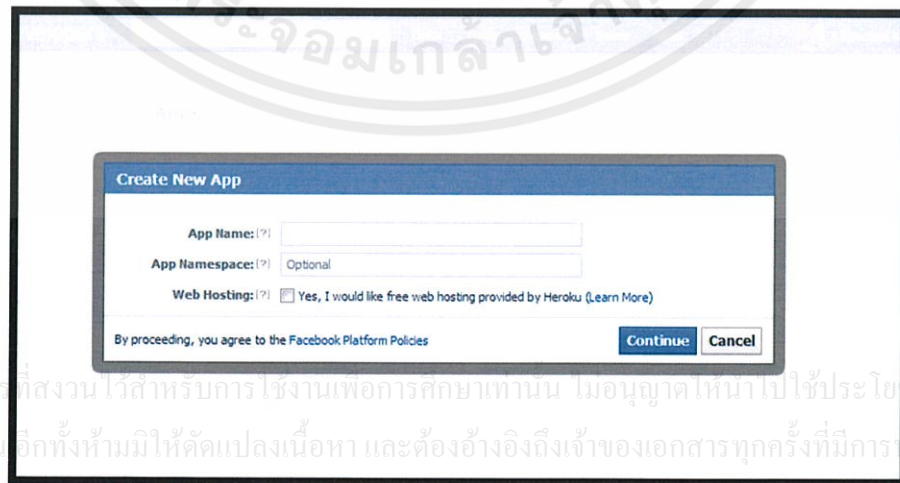 พระจอมเกล้าเจ้า
Create New App
App Name: [?]
App Namespace: [?] Optional
Web Hosting: [?] Yes, I would like free web hosting provided by Heroku (Learn More)
By proceeding, you agree to the Facebook Platform Policies Continue Cancel
ที่สงวนไว้สำหรับการใช้งานเพื่อการศึกษาเท่านั้น ไม่อนุญาตให้นำไปใช้ประโย
อีกทั้งห้ามมิให้ดัดแปลงเนื้อหา และต้องอ้างอิงถึงเจ้าของเอกสารทุกครั้งที่มีการ